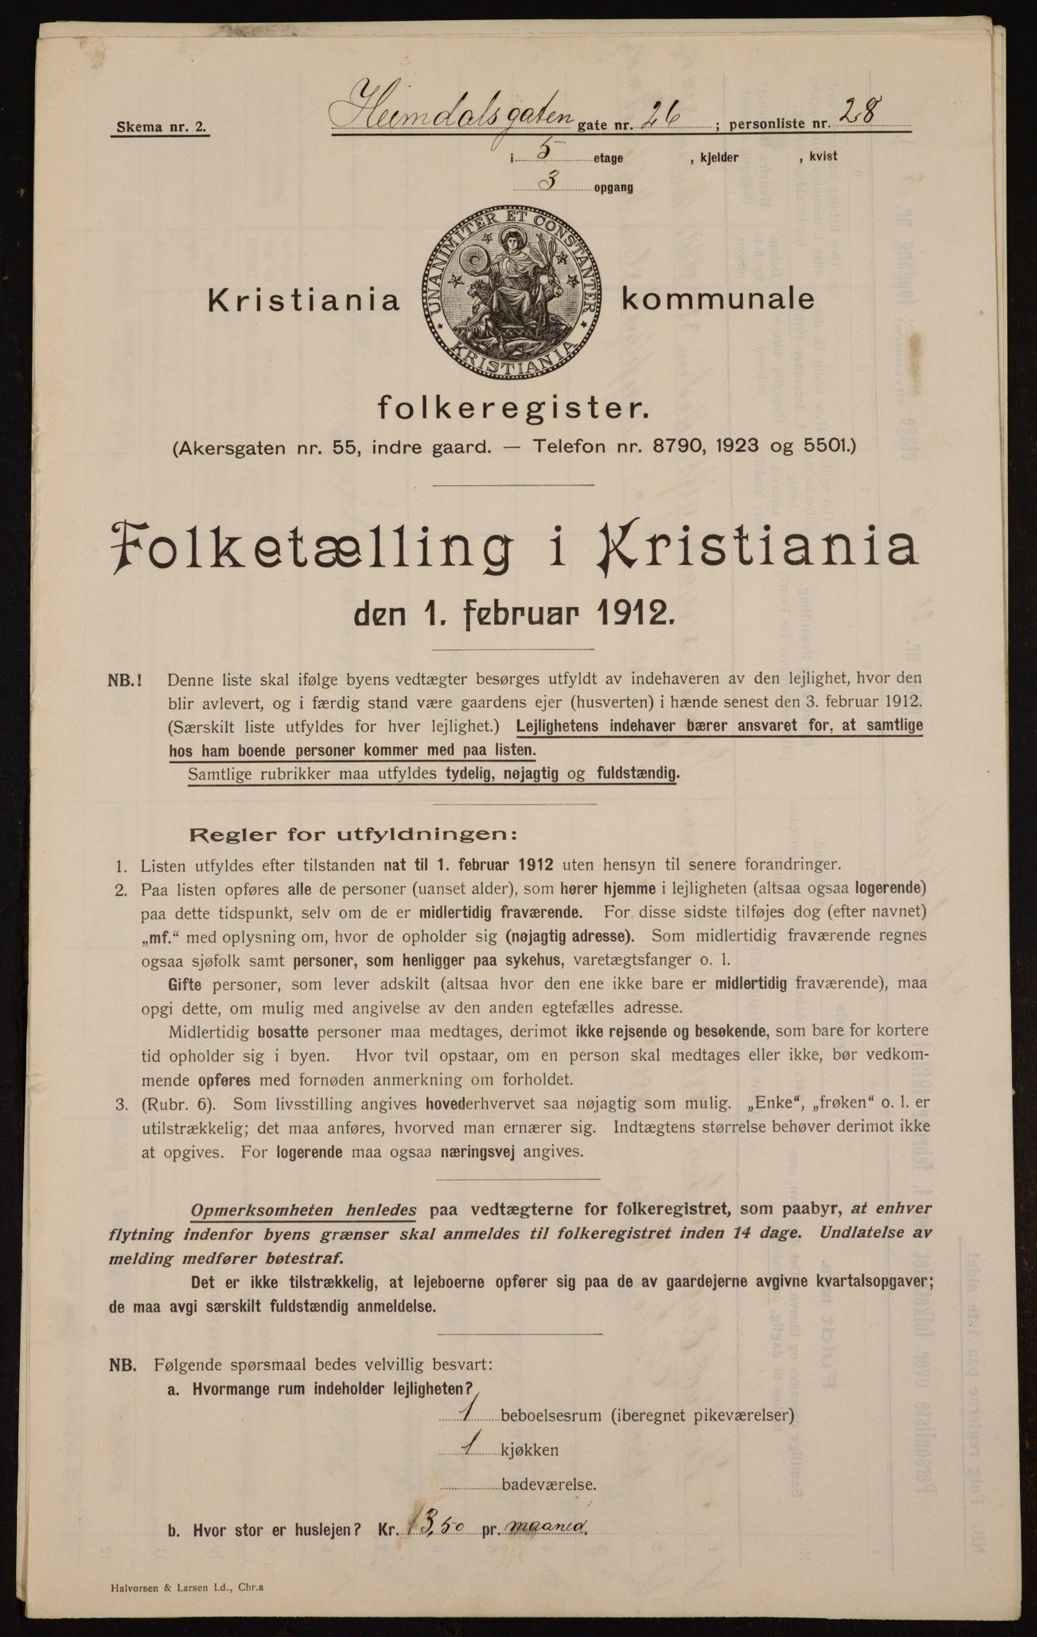 Skema nr. 2.
Heimdalsgaten gate nr. 26 ; personliste nr. 28
i 5 etage , kjelder , kvist
3 opgang
UNANIMITER ET CONSTANTER
KRISTIANIA
Kristiania kommunale
folkeregister.
(Akersgaten nr. 55, indre gaard. — Telefon nr. 8790, 1923 og 5501.)
Folketælling i Kristiania
den 1. februar 1912.
NB.! Denne liste skal ifølge byens vedtægter besørges utfyldt av indehaveren av den lejlighet, hvor den
blir avlevert, og i færdig stand være gaardens ejer (husverten) i hænde senest den 3. februar 1912.
(Særskilt liste utfyldes for hver lejlighet.) Lejlighetens indehaver bærer ansvaret for, at samtlige
hos ham boende personer kommer med paa listen.
Samtlige rubrikker maa utfyldes tydelig, nøjagtig og fuldstændig.
Regler for utfyldningen:
1. Listen utfyldes efter tilstanden nat til 1. februar 1912 uten hensyn til senere forandringer.
2. Paa listen opføres alle de personer (uanset alder), som hører hjemme i lejligheten (altsaa ogsaa logerende)
paa dette tidspunkt, selv om de er midlertidig fraværende. For disse sidste tilføjes dog (efter navnet)
„mf.“ med oplysning om, hvor de opholder sig (nøjagtig adresse). Som midlertidig fraværende regnes
ogsaa sjøfolk samt personer, som henligger paa sykehus, varetægtsfanger o. l.
Gifte personer, som lever adskilt (altsaa hvor den ene ikke bare er midlertidig fraværende), maa
opgi dette, om mulig med angivelse av den anden egtefælles adresse.
Midlertidig bosatte personer maa medtages, derimot ikke rejsende og besøkende, som bare for kortere
tid opholder sig i byen. Hvor tvil opstaar, om en person skal medtages eller ikke, bør vedkom-
mende opføres med fornøden anmerkning om forholdet.
3. (Rubr. 6). Som livsstilling angives hovederhvervet saa nøjagtig som mulig. „Enke“, „frøken“ o. l. er
utilstrækkelig; det maa anføres, hvorved man ernærer sig. Indtægtens størrelse behøver derimot ikke
at opgives. For logerende maa ogsaa næringsvej angives.
Opmerksomheten henledes paa vedtægterne for folkeregistret, som paabyr, at enhver
flytning indenfor byens grænser skal anmeldes til folkeregistret inden 14 dage. Undlatelse av
melding medfører bøtestraf.
Det er ikke tilstrækkelig, at lejeboerne opfører sig paa de av gaardejerne avgivne kvartalsopgaver;
de maa avgi særskilt fuldstændig anmeldelse.
NB. Følgende spørsmaal bedes velvillig besvart:
a. Hvormange rum indeholder lejligheten?
1 beboelsesrum (iberegnet pikeværelser)
1 kjøkken
badeværelse.
b. Hvor stor er huslejen? Kr. 13,50 pr. maaned.
Halvorsen & Larsen Ld., Chr.a